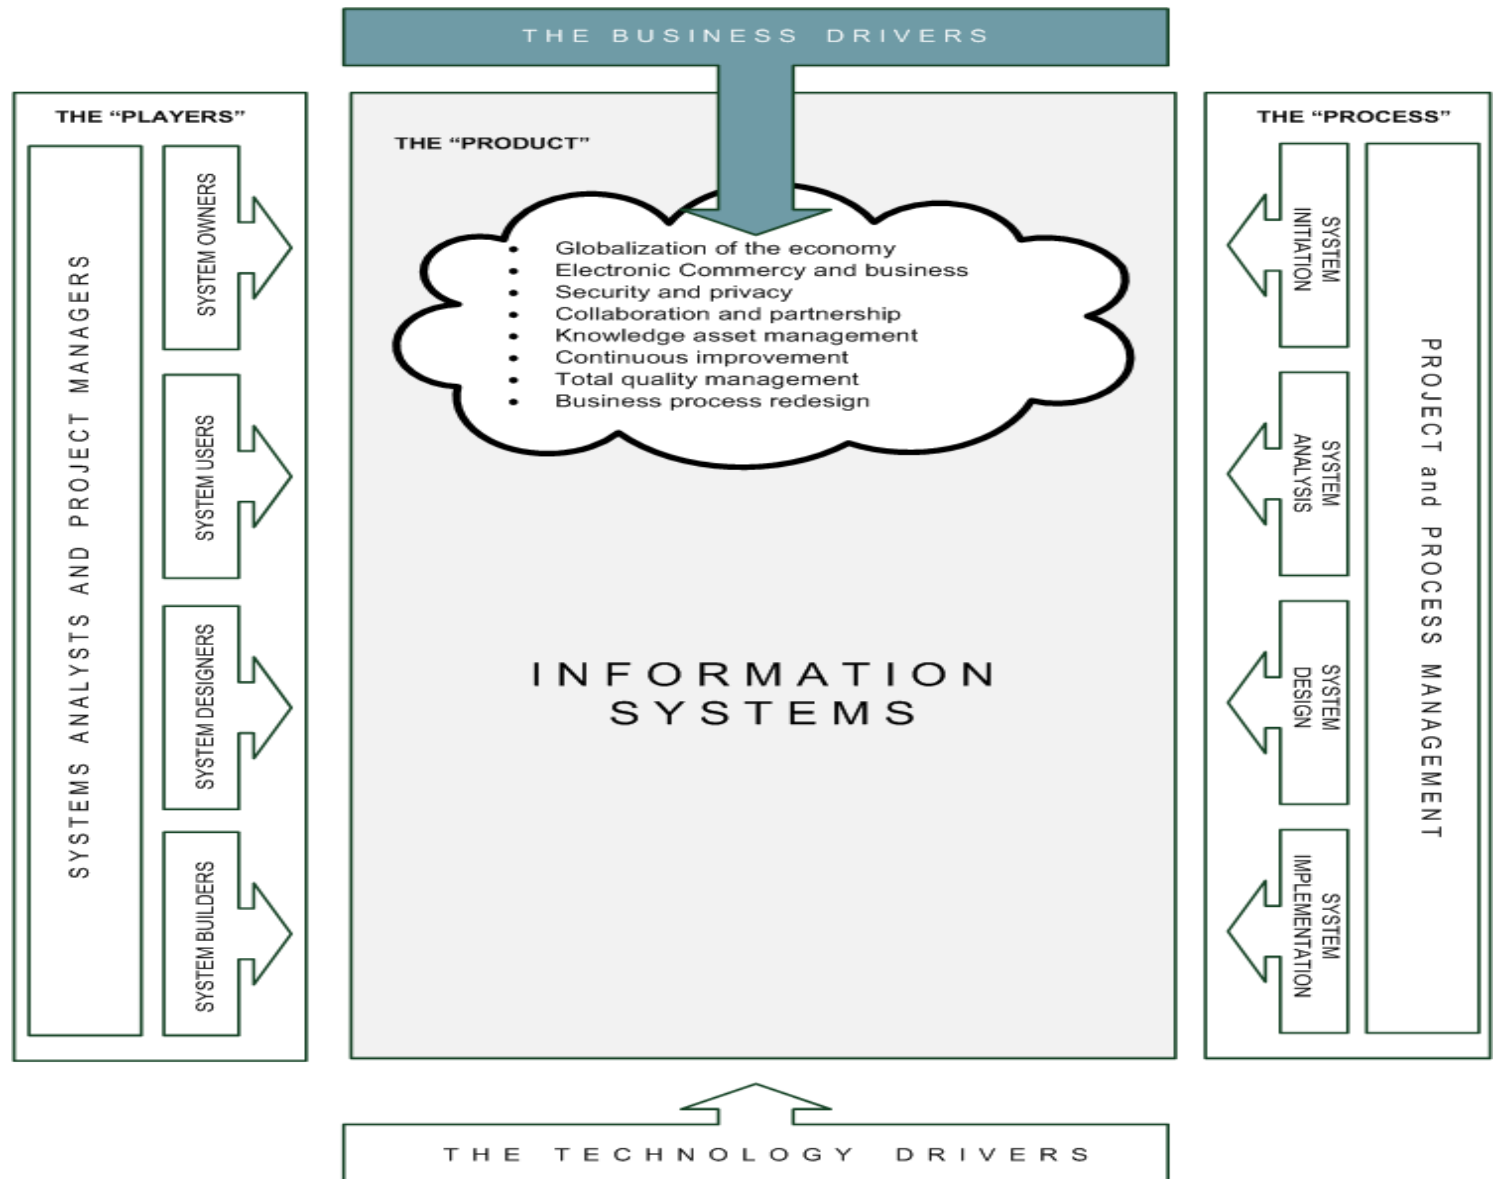 THE BUSINESS DRIVERS
THE “PLAYERS”
SYSTEMS ANALYSTS AND PROJECT MANAGERS
SYSTEM OWNERS
SYSTEM USERS
SYSTEM DESIGNERS
SYSTEM BUILDERS
THE “PRODUCT”
• Globalization of the economy
• Electronic Commercy and business
• Security and privacy
• Collaboration and partnership
• Knowledge asset management
• Continuous improvement
• Total quality management
• Business process redesign
INFORMATION
SYSTEMS
THE “PROCESS”
SYSTEM
INITIATION
SYSTEM
ANALYSIS
SYSTEM
DESIGN
SYSTEM
IMPLEMENTATION
PROJECT and PROCESS MANAGEMENT
THE TECHNOLOGY DRIVERS